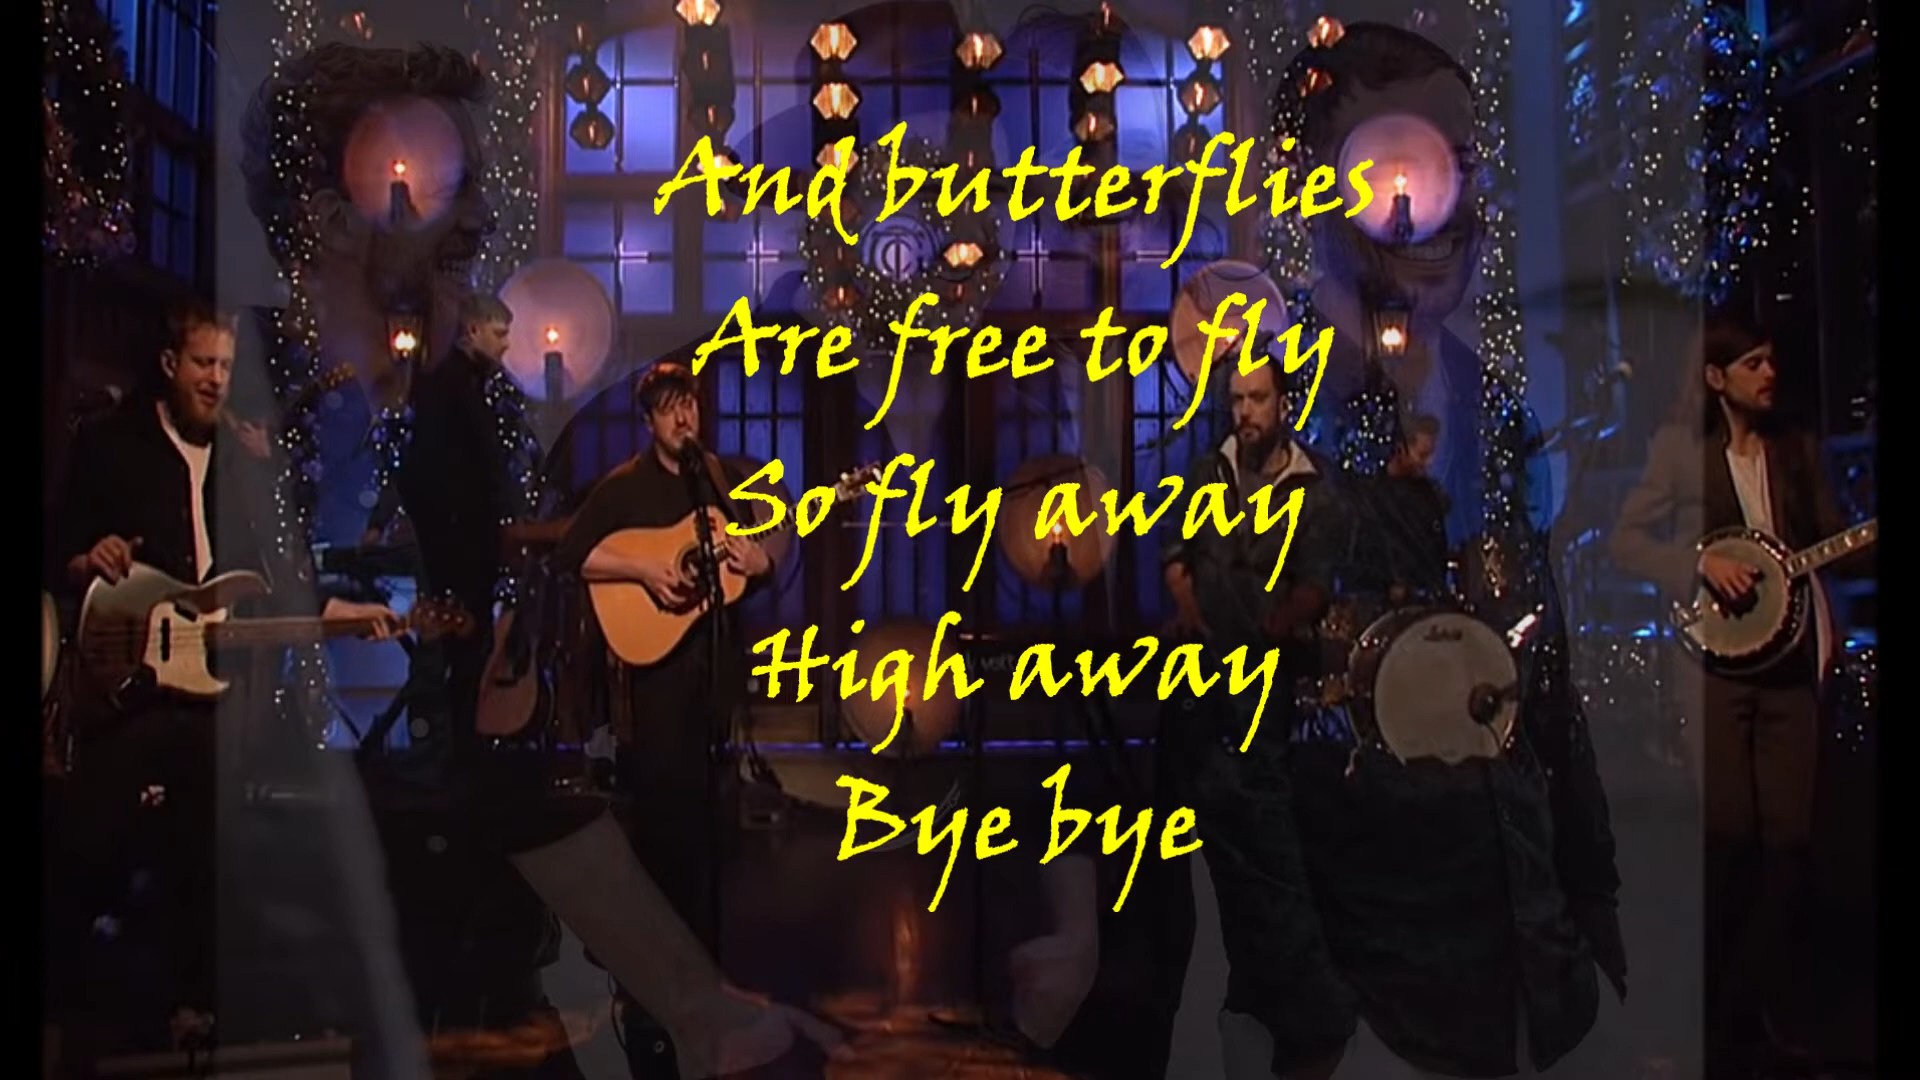 And butterflies
Are free to fly
So fly away
High away
Bye bye